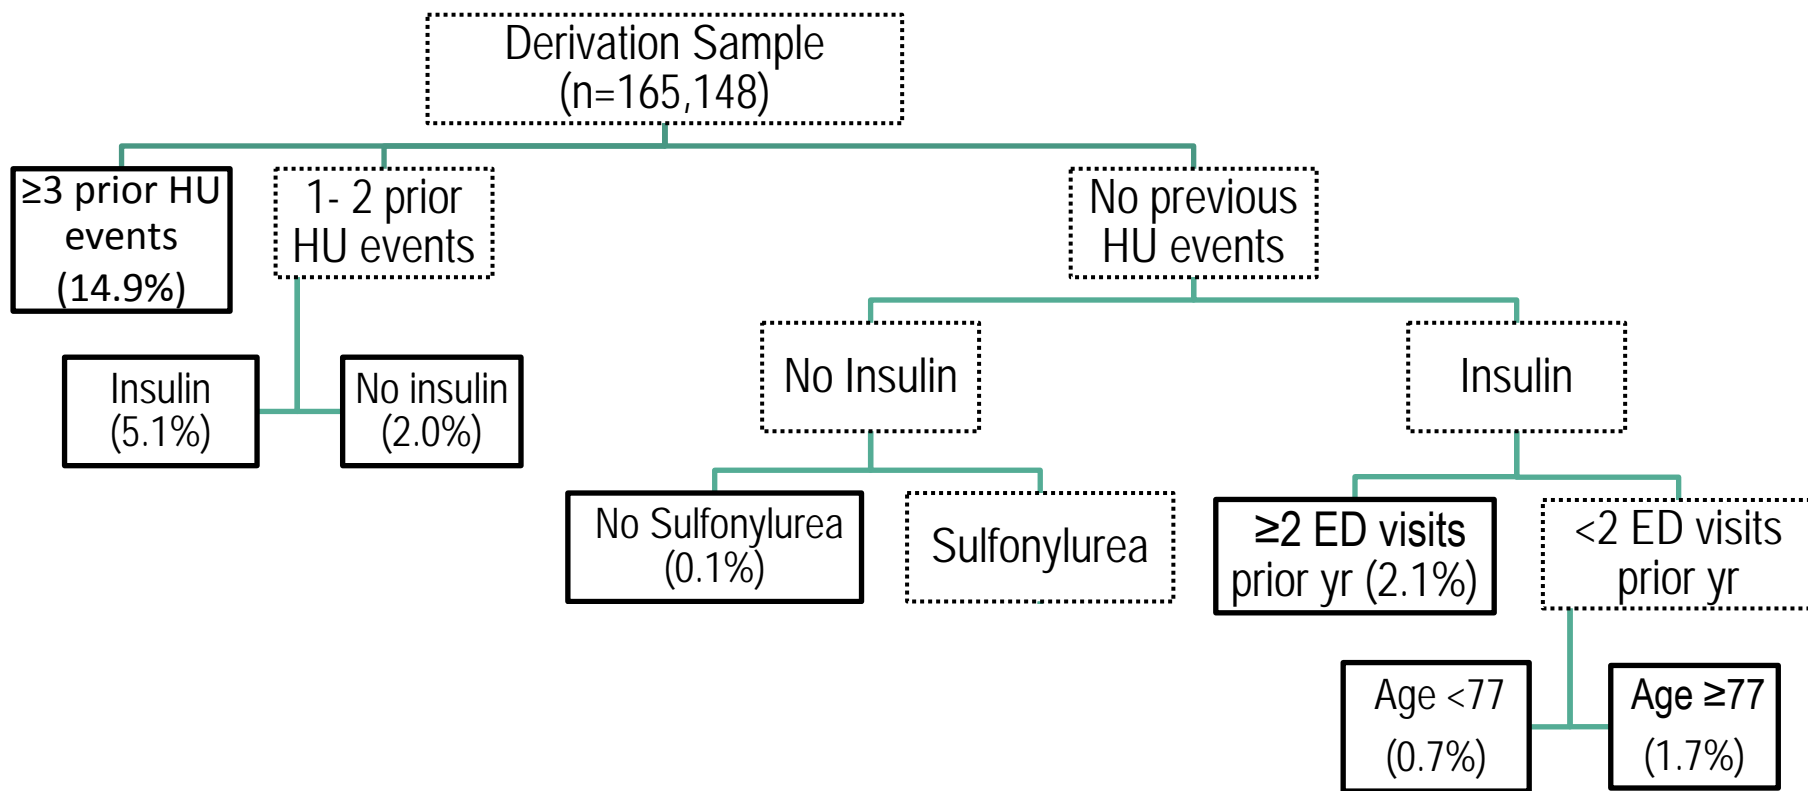 Derivation Sample
(n=165,148)
≥3 prior HU
events
(14.9%)
1- 2 prior
HU events
No previous
HU events
Insulin
(5.1%)
No insulin
(2.0%)
No Insulin
Insulin
No Sulfonylurea
(0.1%)
Sulfonylurea
≥2 ED visits
prior yr (2.1%)
<2 ED visits
prior yr
Age <77
(0.7%)
Age ≥77
(1.7%)